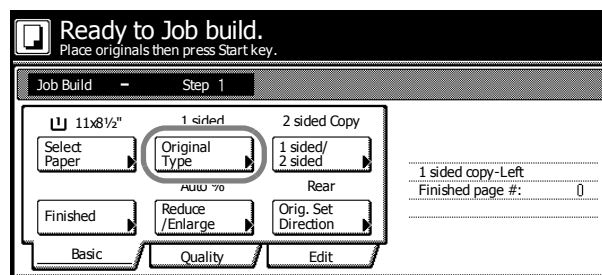 Ready to Job build.
Place originals then press Start key.
Job Build – Step 1
11x8½" 1 sided 2 sided Copy
Select Paper
Original Type
1 sided/ 2 sided
Auto % Rear
Finished
Reduce /Enlarge
Orig. Set Direction
1 sided copy-Left
Finished page #: 0
Basic Quality Edit